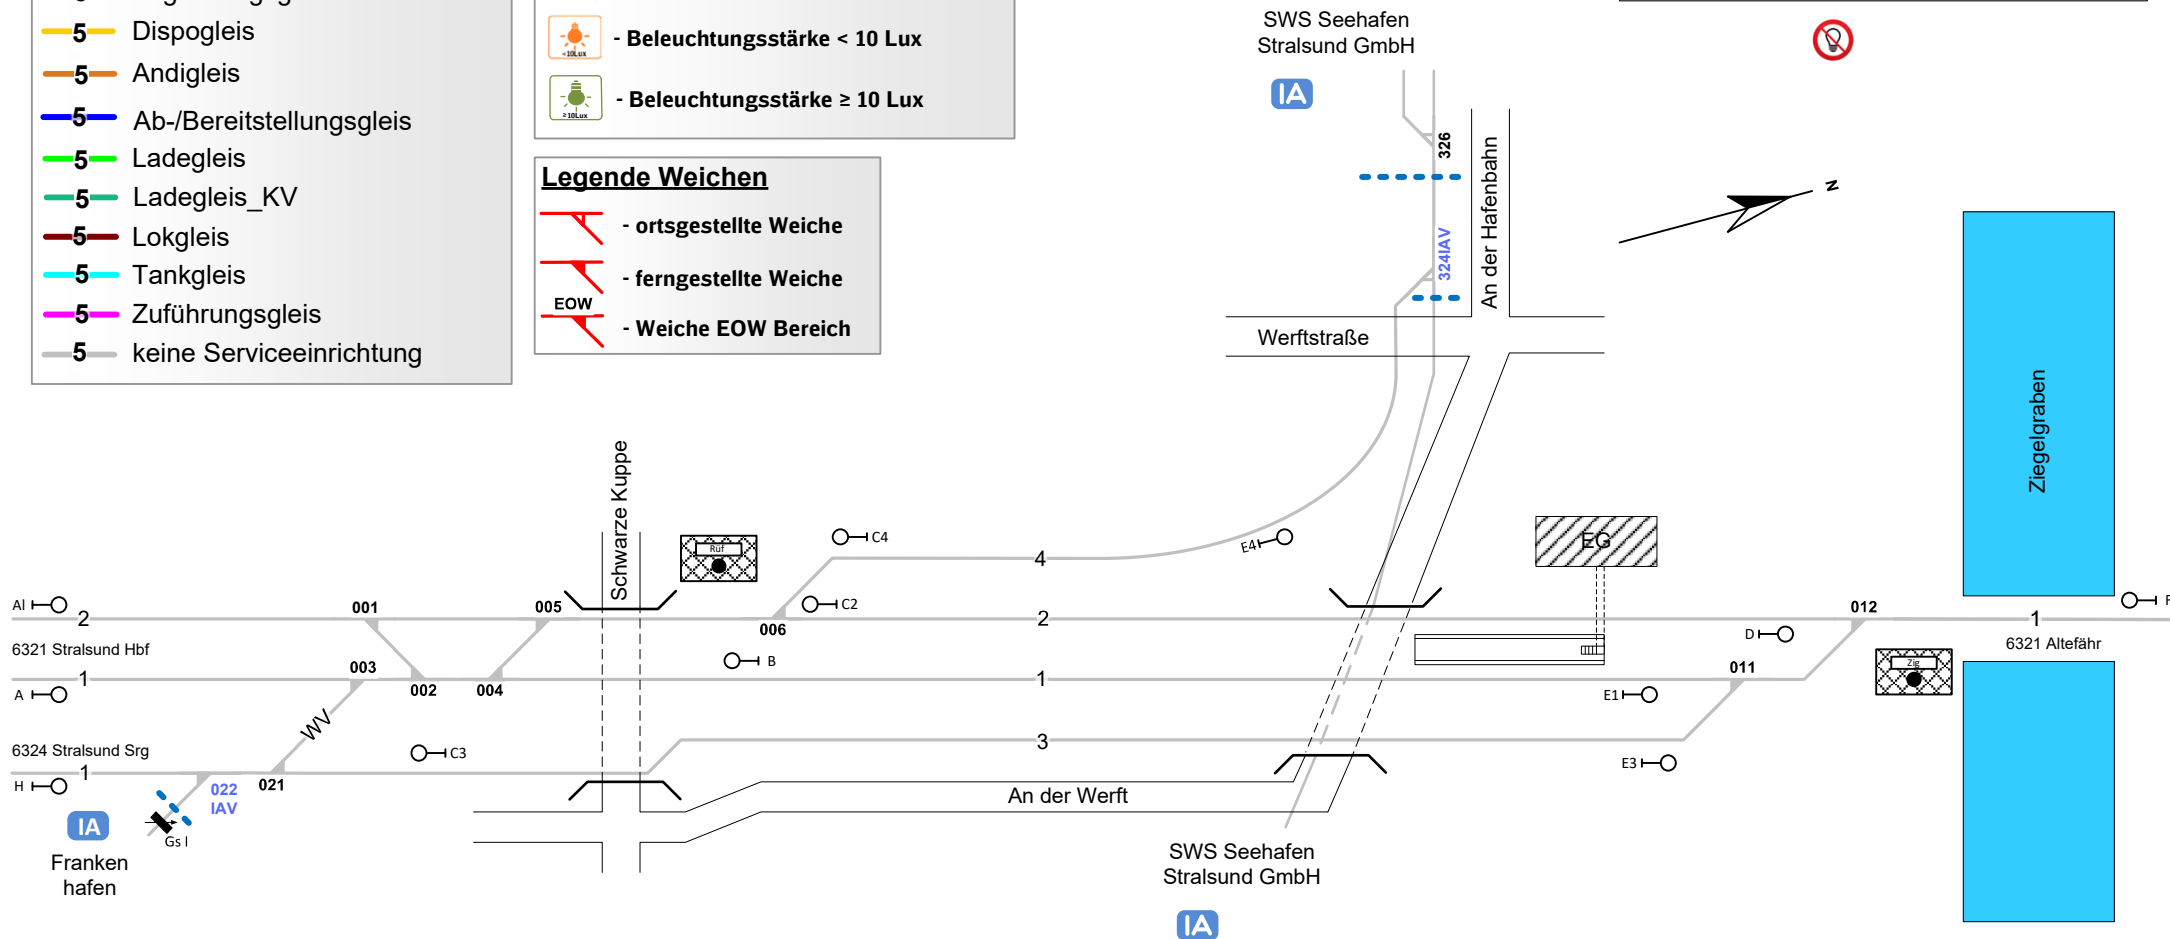 5 Dispogleis
5 Andigleis
5 Ab-/Bereitstellungsgleis
5 Ladegleis
5 Ladegleis_KV
5 Lokgleis
5 Tankgleis
5 Zuführungsgleis
5 keine Serviceeinrichtung
<10Lux
- Beleuchtungsstärke < 10 Lux
≥10Lux
- Beleuchtungsstärke ≥ 10 Lux
Legende Weichen
- ortsgestellte Weiche
- ferngestellte Weiche
EOW
- Weiche EOW Bereich
SWS Seehafen
Stralsund GmbH
IA
326
An der Hafenbahn
324IAV
Werftstraße
N
Ziegelgraben
Schwarze Kuppe
Rüf
C4
E4
4
EG
AI
2
001
005
006
C2
2
D
012
1
F
6321 Stralsund Hbf
6321 Altefähr
003
B
1
A
002
004
1
E1
011
Zig
WV
6324 Stralsund Srg
C3
3
E3
1
H
022
IAV
021
An der Werft
IA
Gs I
Franken
hafen
SWS Seehafen
Stralsund GmbH
IA